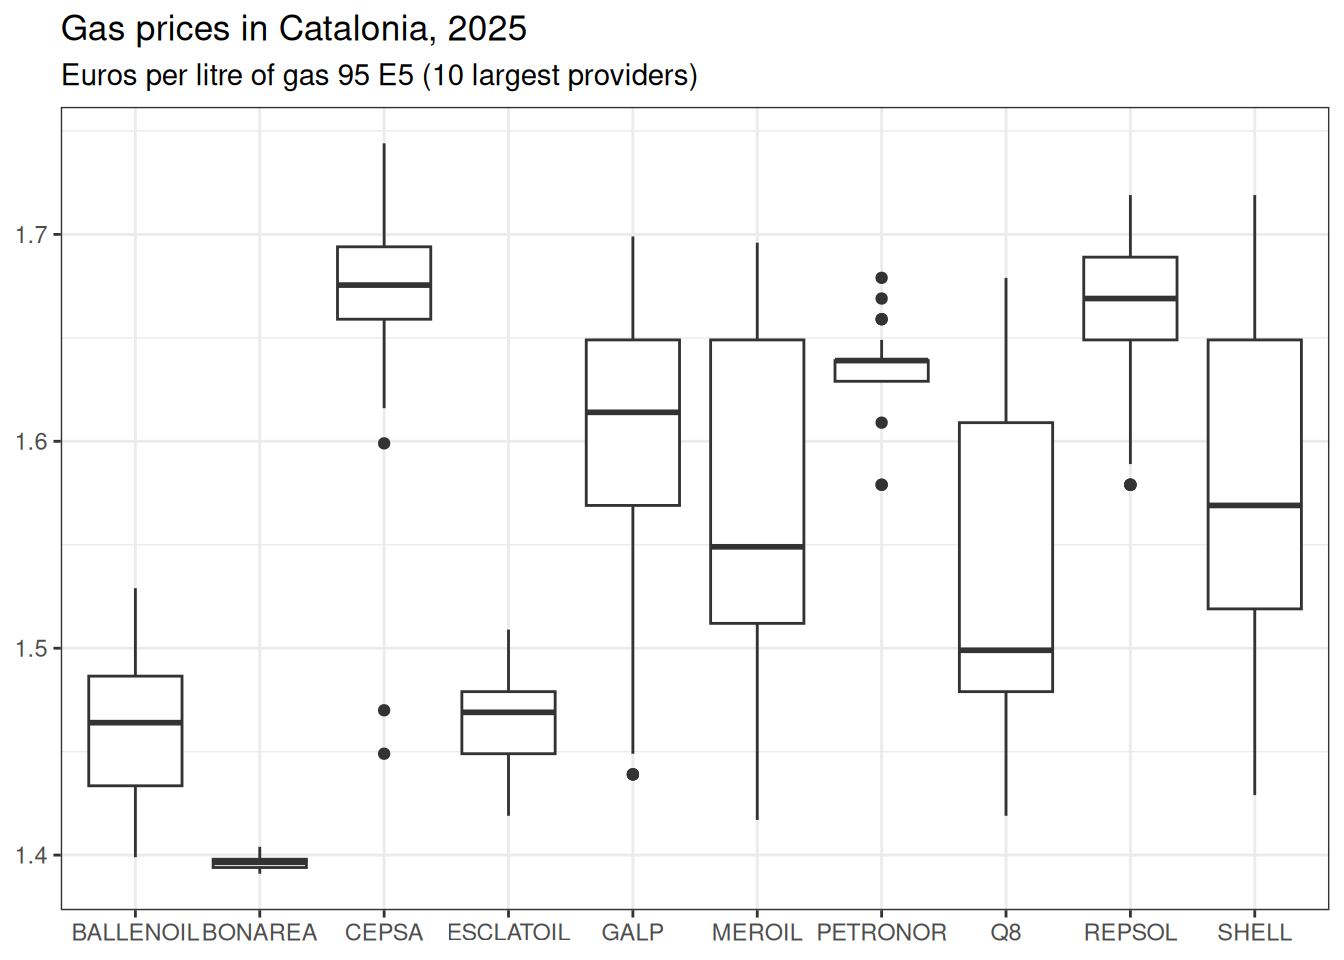 Gas prices in Catalonia, 2025
Euros per litre of gas 95 E5 (10 largest providers)
1.7
1.6
1.5
1.4
BALLENOIL BONAREA CEPSA ESCLATOIL GALP MEROIL PETRONOR Q8 REPSOL SHELL